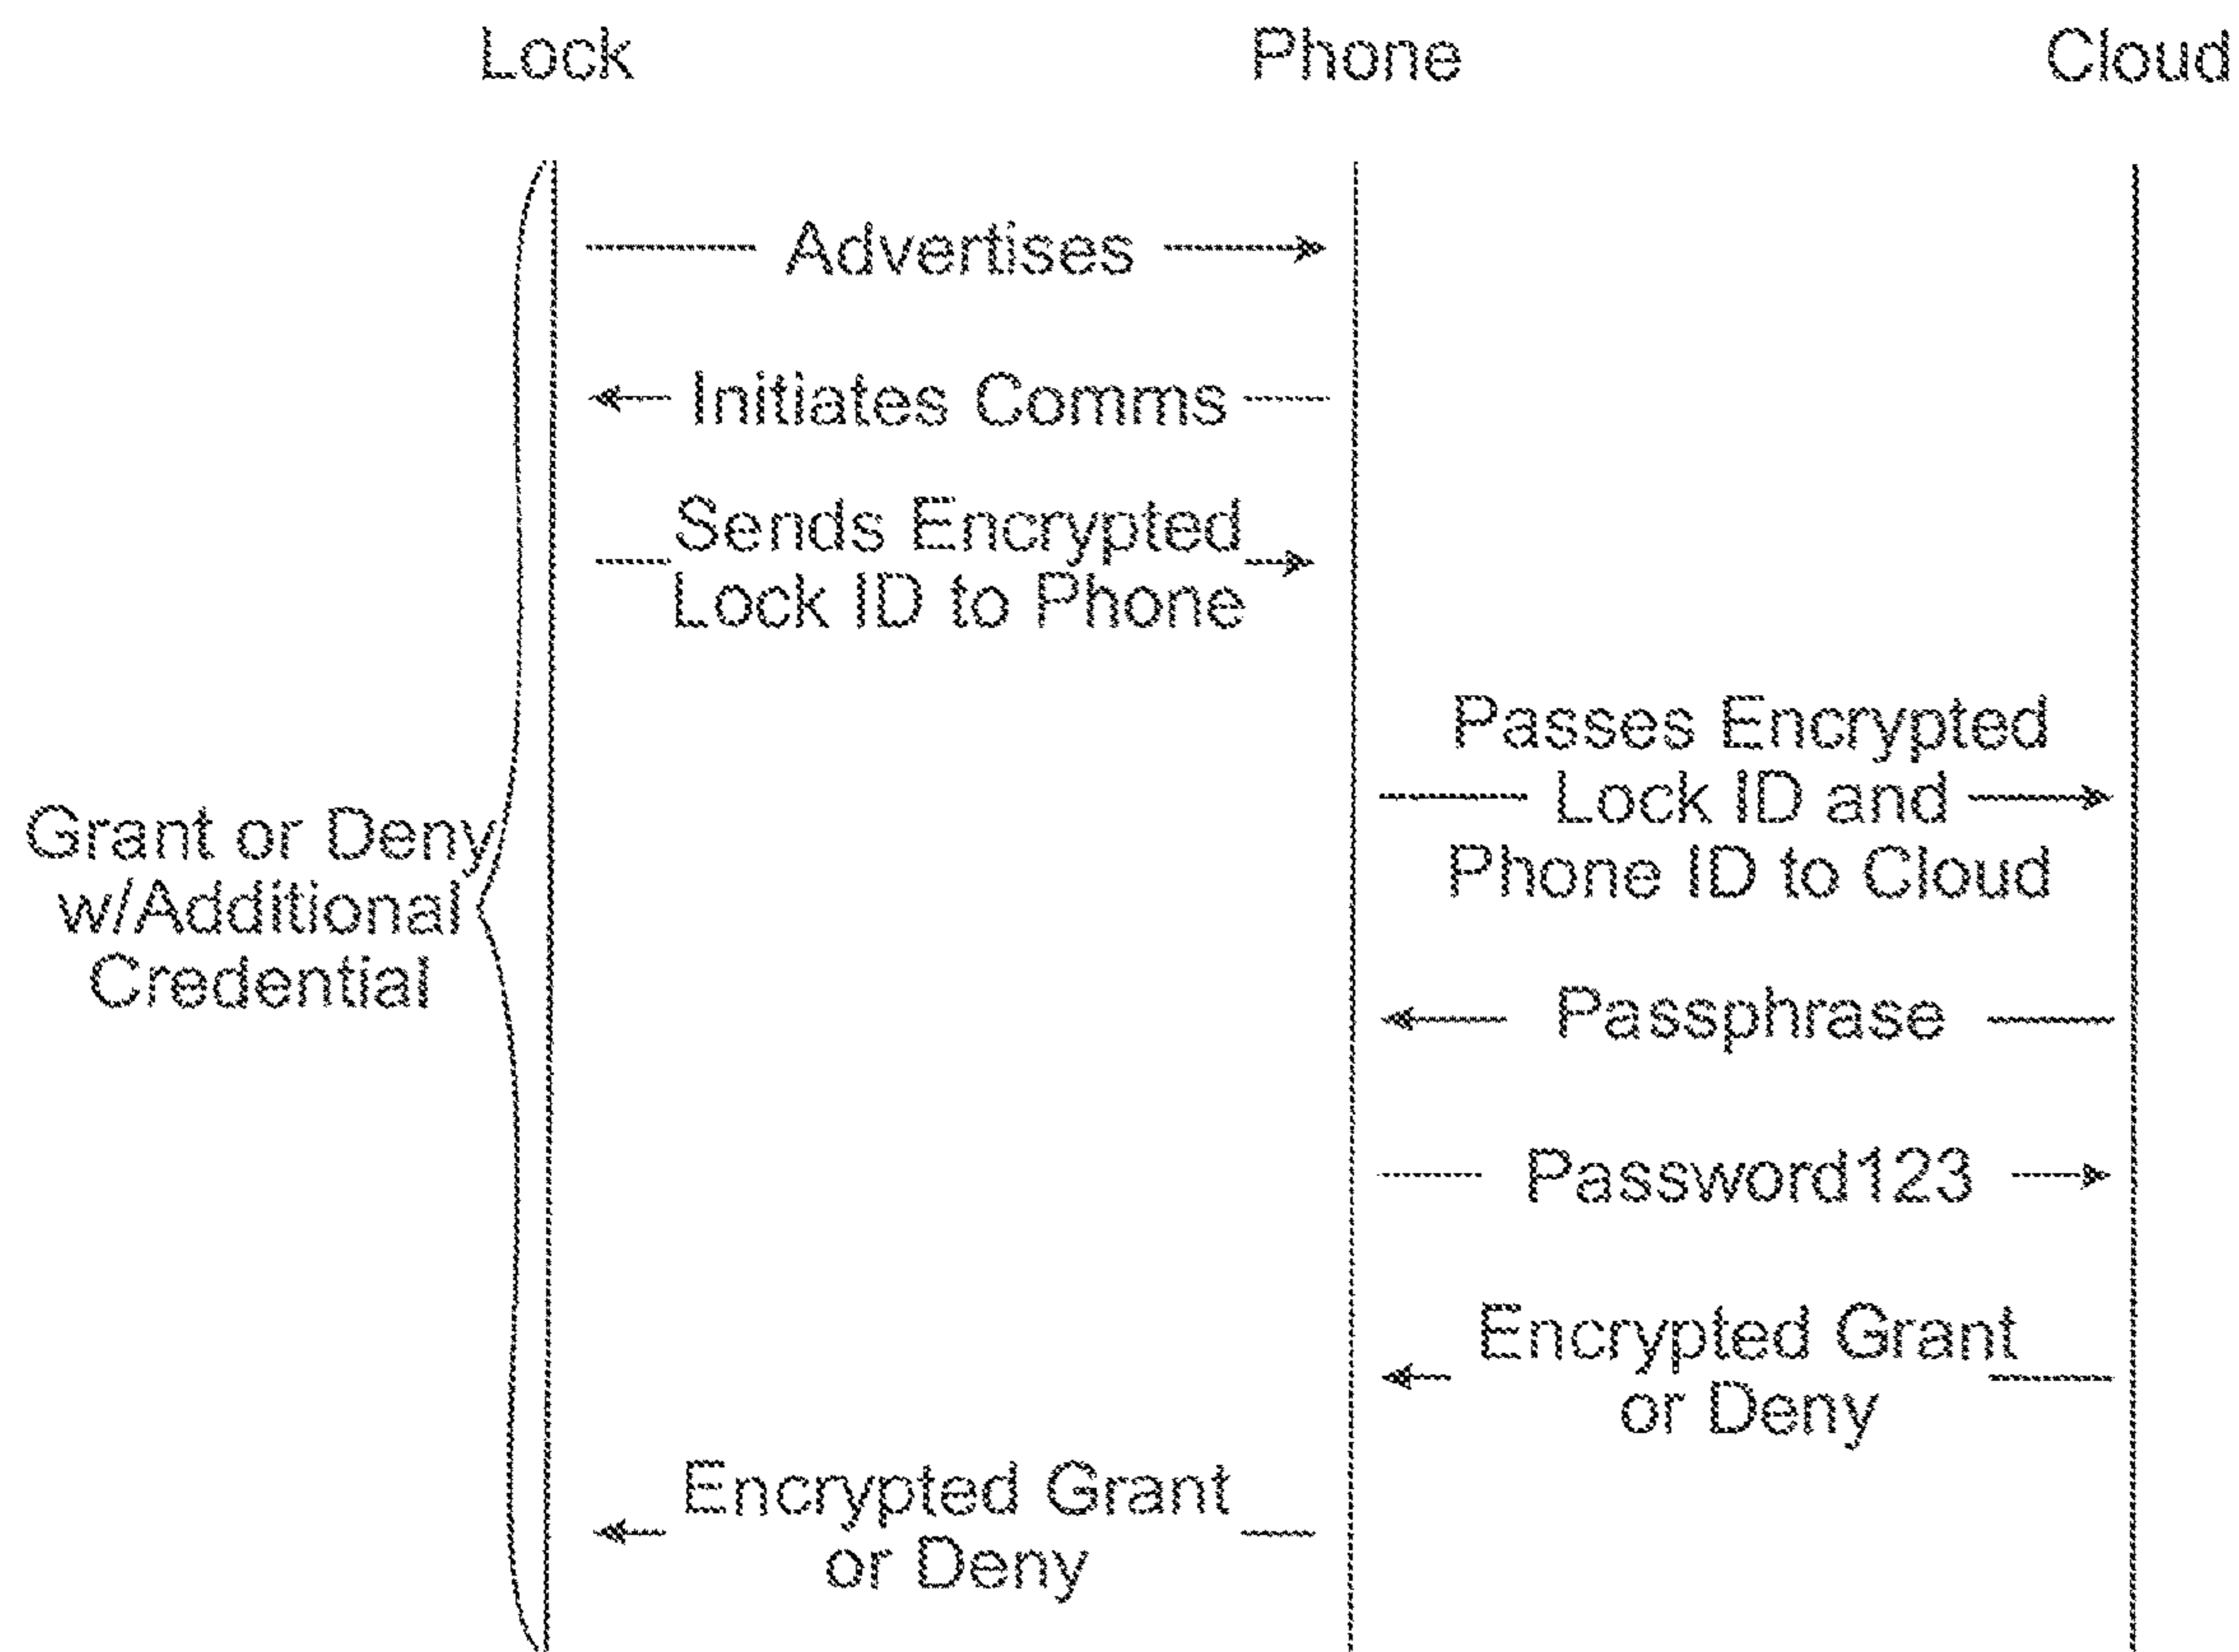 Lock
Phone
Cloud
Advertises
Initiates Comms
Sends Encrypted
Lock ID to Phone
Passes Encrypted
Lock ID and
Phone ID to Cloud
Grant or Deny
w/Additional
Credential
Passphrase
Password123
Encrypted Grant
or Deny
Encrypted Grant
or Deny